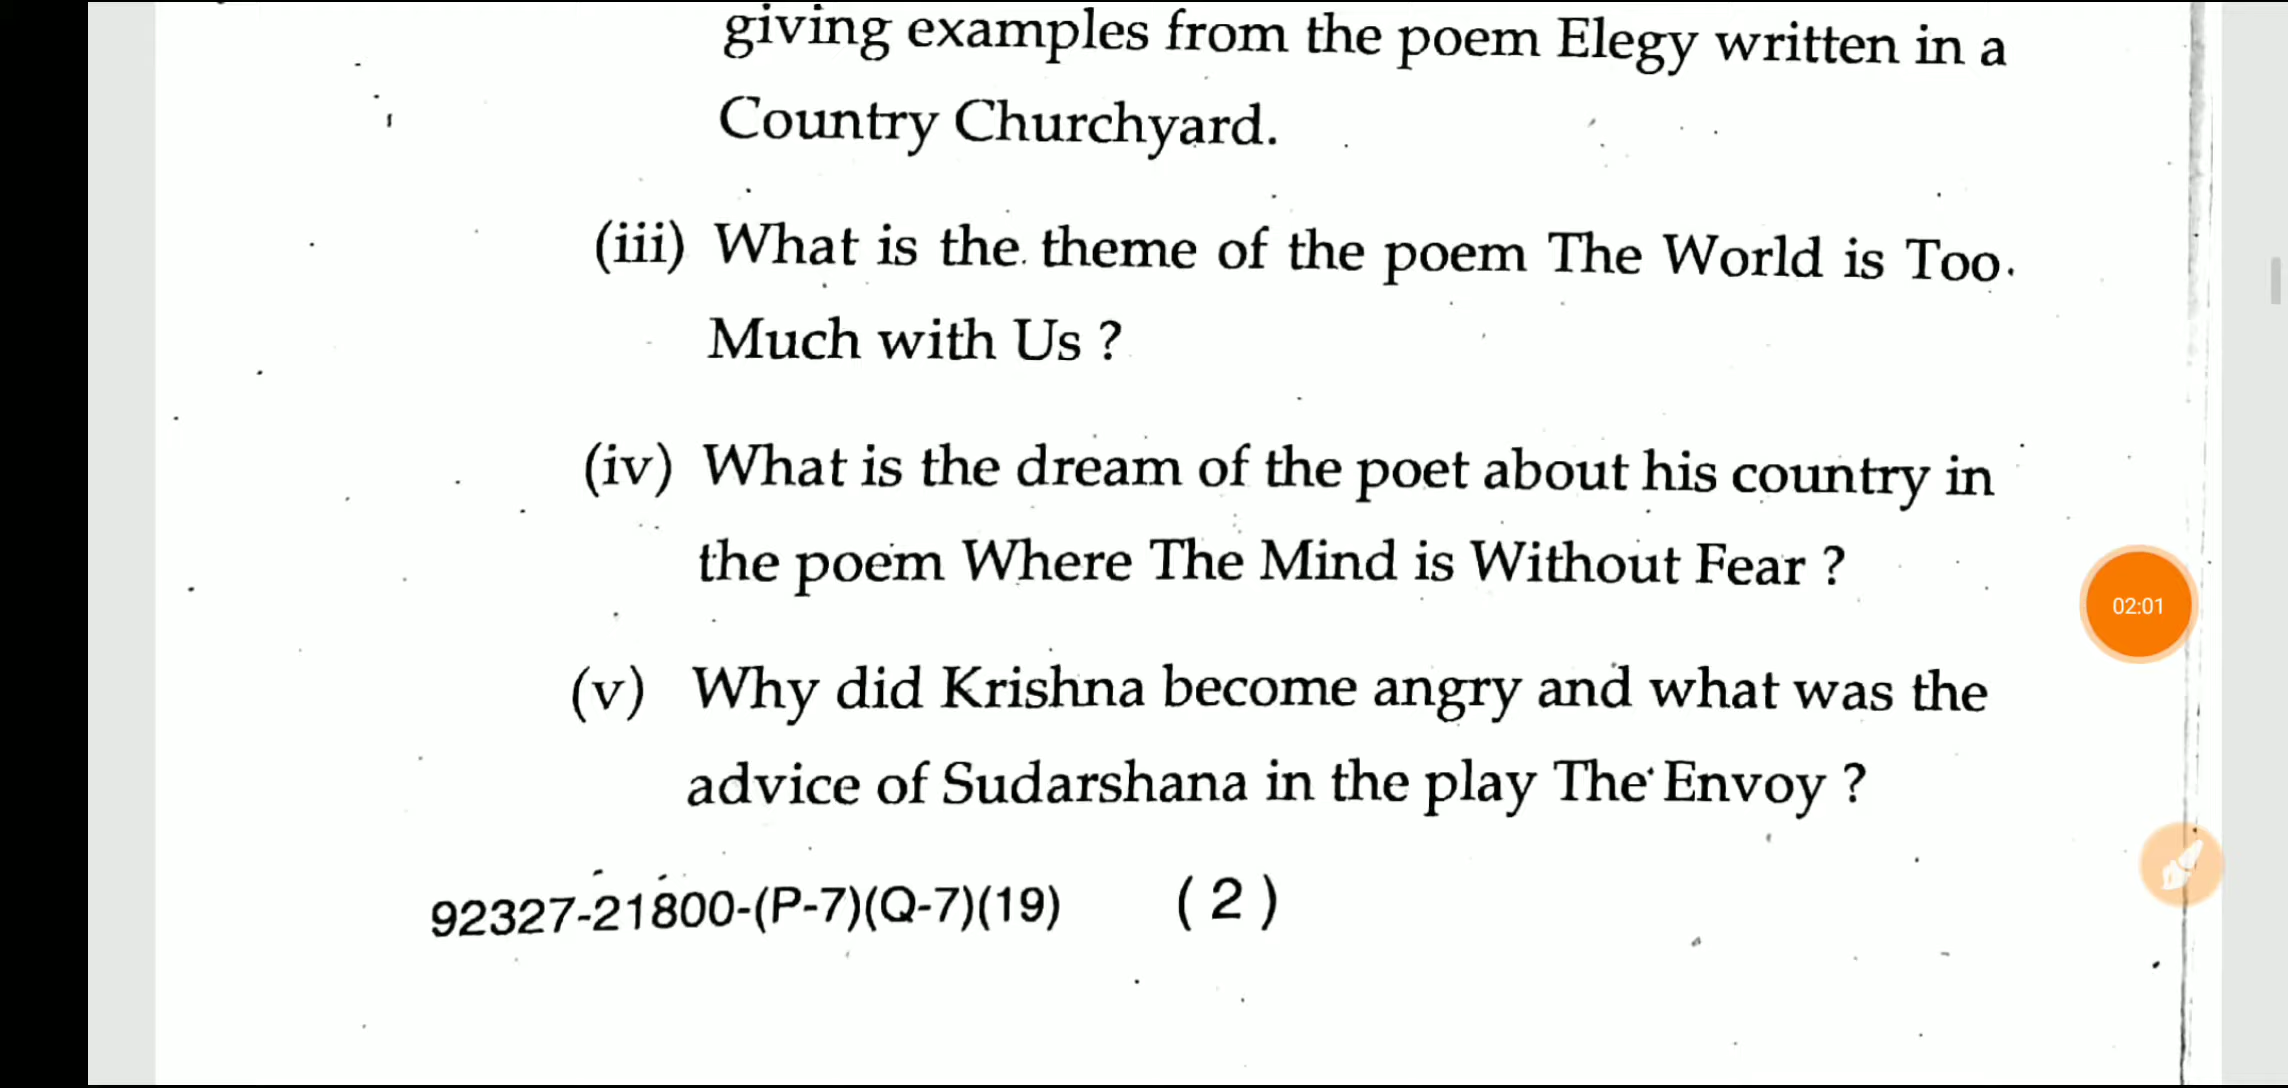 giving examples from the poem Elegy written in a
Country Churchyard.
(iii) What is the theme of the poem The World is Too
Much with Us ?
(iv) What is the dream of the poet about his country in
the poem Where The Mind is Without Fear ?
02:01
(v) Why did Krishna become angry and what was the
advice of Sudarshana in the play The Envoy ?
92327-21800-(P-7)(Q-7)(19) ( 2 )